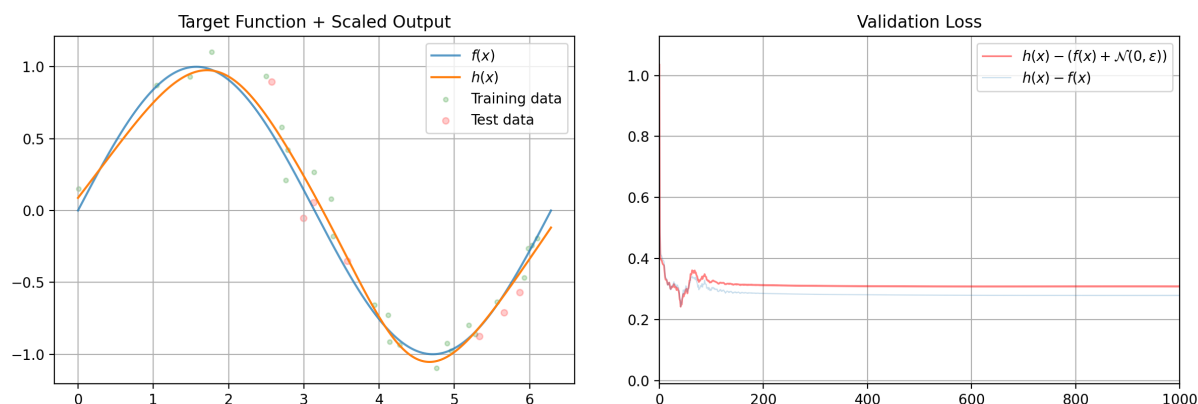 Target Function + Scaled Output
1.0
0.5
0.0
−0.5
−1.0
0 1 2 3 4 5 6
f(x)
h(x)
Training data
Test data
Validation Loss
1.0
0.8
0.6
0.4
0.2
0.0
0 200 400 600 800 1000
h(x) − (f(x) + 𝒩(0, ε))
h(x) − f(x)